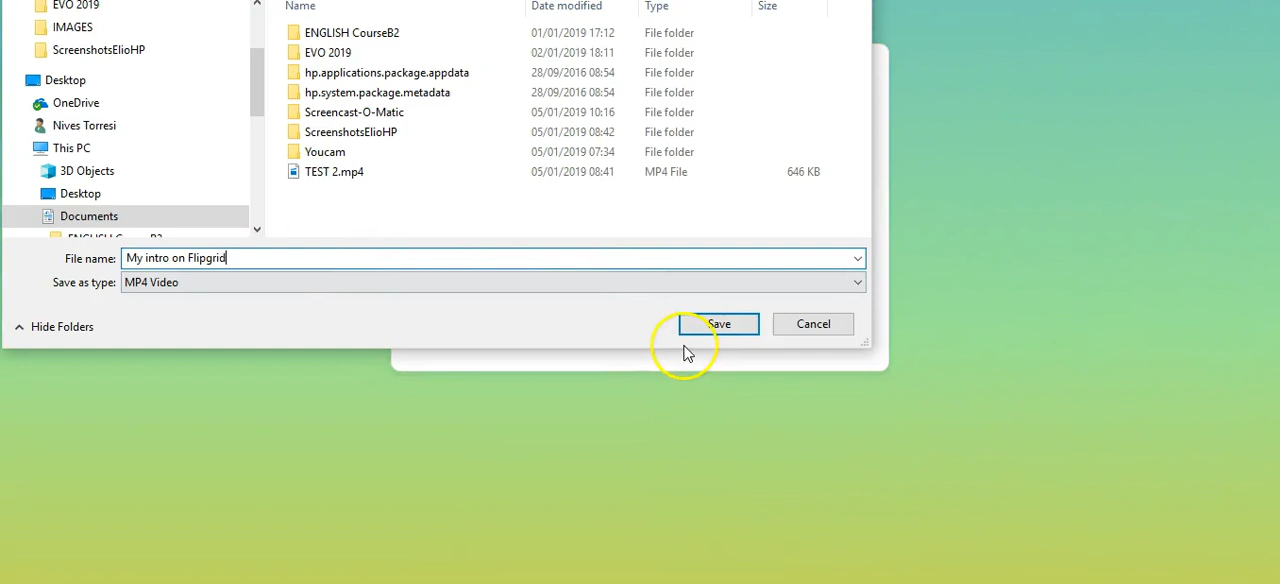 EVO 2019
IMAGES
ScreenshotsElioHP
Desktop
OneDrive
Nives Torresi
This PC
3D Objects
Desktop
Documents
Name Date modified Type Size
ENGLISH CourseB2 01/01/2019 17:12 File folder
EVO 2019 02/01/2019 18:11 File folder
hp.applications.package.appdata 28/09/2016 08:54 File folder
hp.system.package.metadata 28/09/2016 08:54 File folder
Screencast-O-Matic 05/01/2019 10:16 File folder
ScreenshotsElioHP 05/01/2019 08:42 File folder
Youcam 05/01/2019 07:34 File folder
TEST 2.mp4 05/01/2019 08:41 MP4 File 646 KB
File name: My intro on Flipgrid
Save as type: MP4 Video
Hide Folders
Save Cancel